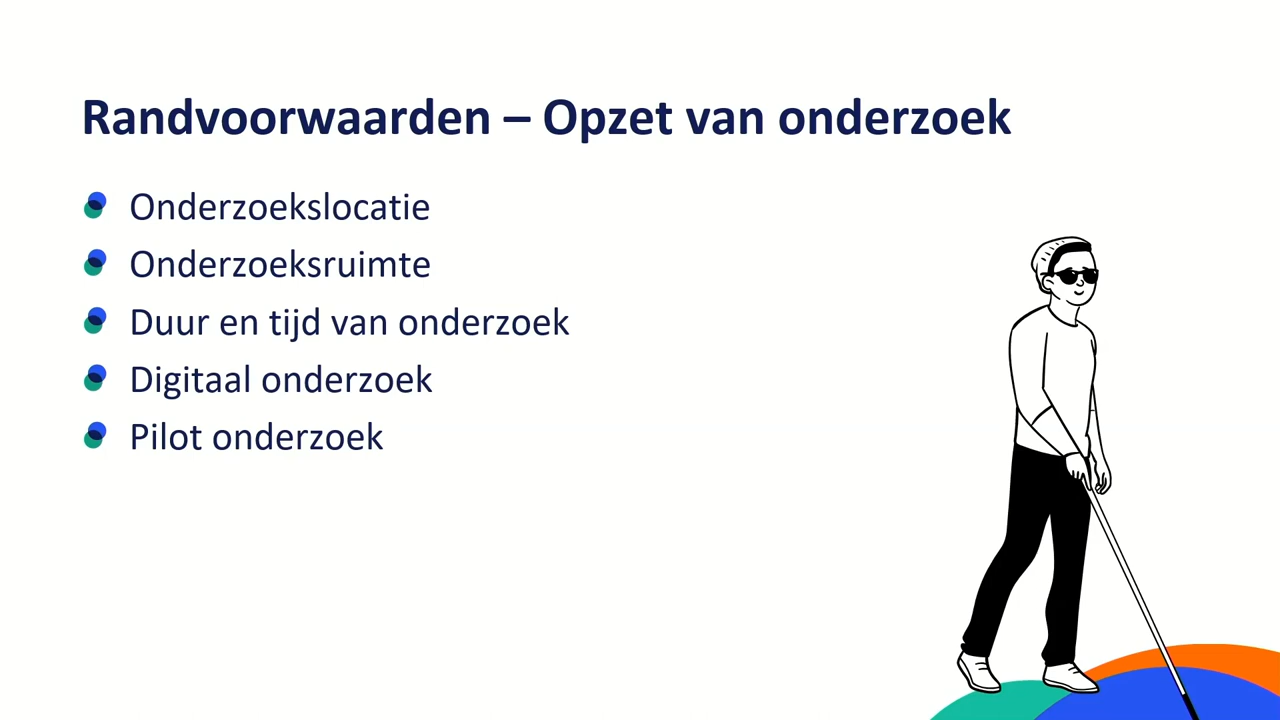 Randvoorwaarden – Opzet van onderzoek
Onderzoekslocatie
Onderzoeksruimte
Duur en tijd van onderzoek
Digitaal onderzoek
Pilot onderzoek